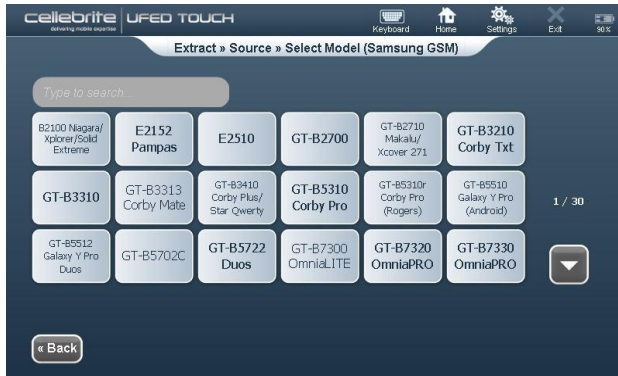 cellebrite UFED TOUCH
delivering mobile expertise
Keyboard Home Settings Exit 90%
Extract » Source » Select Model (Samsung GSM)
Type to search...
B2100 Niagara/
Xplorer/Solid
Extreme
E2152
Pampas
E2510
GT-B2700
GT-B2710
Makalu/
Xcover 271
GT-B3210
Corby Txt
GT-B3310
GT-B3313
Corby Mate
GT-B3410
Corby Plus/
Star Qwerty
GT-B5310
Corby Pro
GT-B5310r
Corby Pro
(Rogers)
GT-B5510
Galaxy Y Pro
(Android)
1 / 30
GT-B5512
Galaxy Y Pro
Duos
GT-B5702C
GT-B5722
Duos
GT-B7300
OmniaLITE
GT-B7320
OmniaPRO
GT-B7330
OmniaPRO
« Back